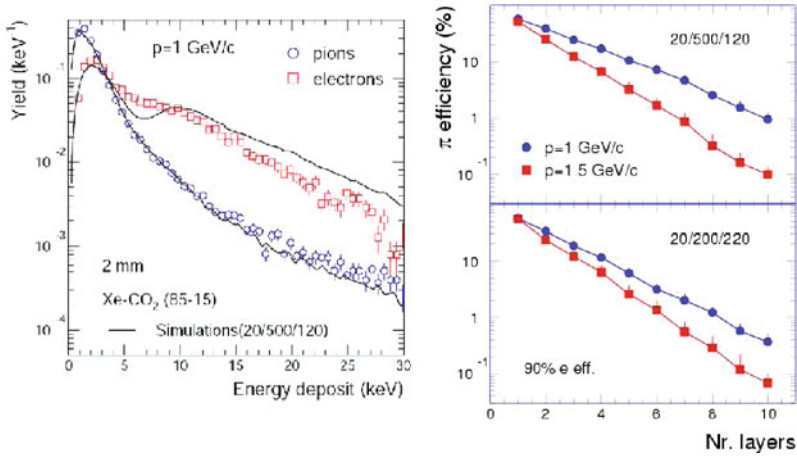 Yield (keV⁻¹)
10⁻¹
10⁻²
10⁻³
10⁻⁴
p=1 GeV/c
pions
electrons
2 mm
Xe-CO₂ (85-15)
Simulations(20/500/120)
0 5 10 15 20 25 30
Energy deposit (keV)
π efficiency (%)
10
1
10⁻¹
20/500/120
p=1 GeV/c
p=1.5 GeV/c
10
1
10⁻¹
20/200/220
90% e eff.
0 2 4 6 8 10
Nr. layers